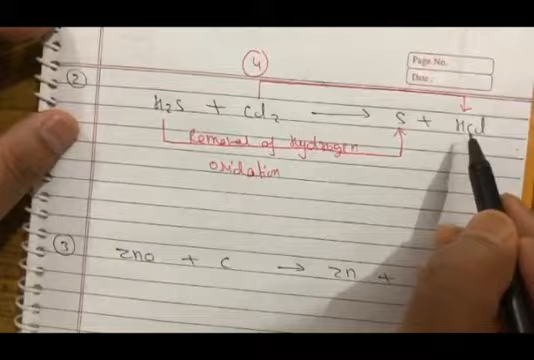 4
Page No.
Date:
2 H₂S + Cl₂ → S + HCl
Removal of hydrogen
oxidation
3 ZnO + C → Zn +